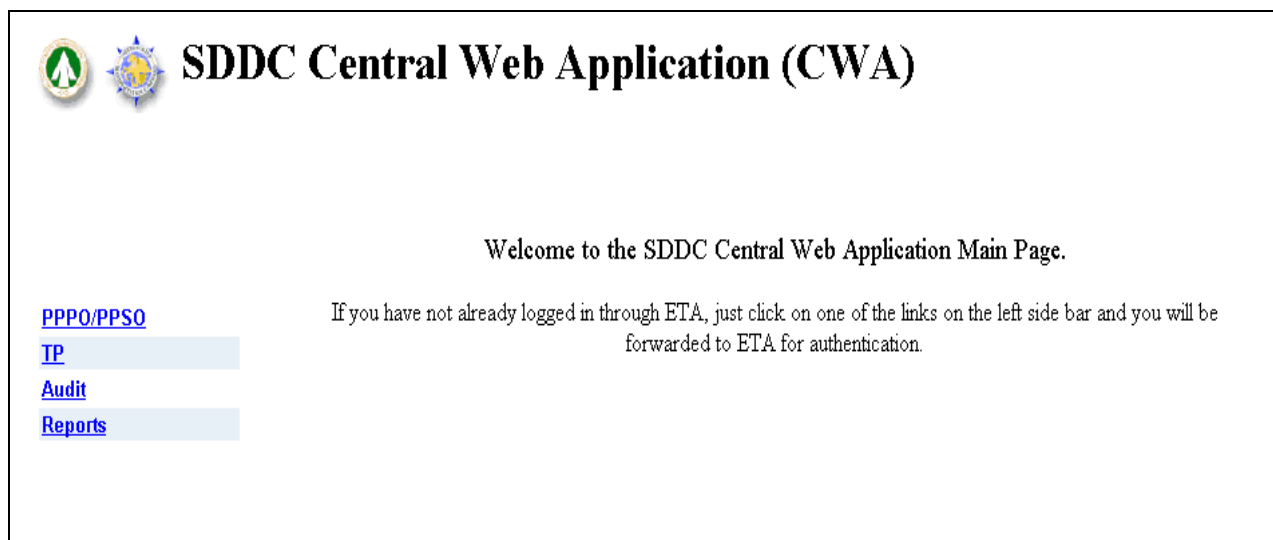 SDDC Central Web Application (CWA)
Welcome to the SDDC Central Web Application Main Page.
If you have not already logged in through ETA, just click on one of the links on the left side bar and you will be
forwarded to ETA for authentication.
PPPO/PPSO
TP
Audit
Reports